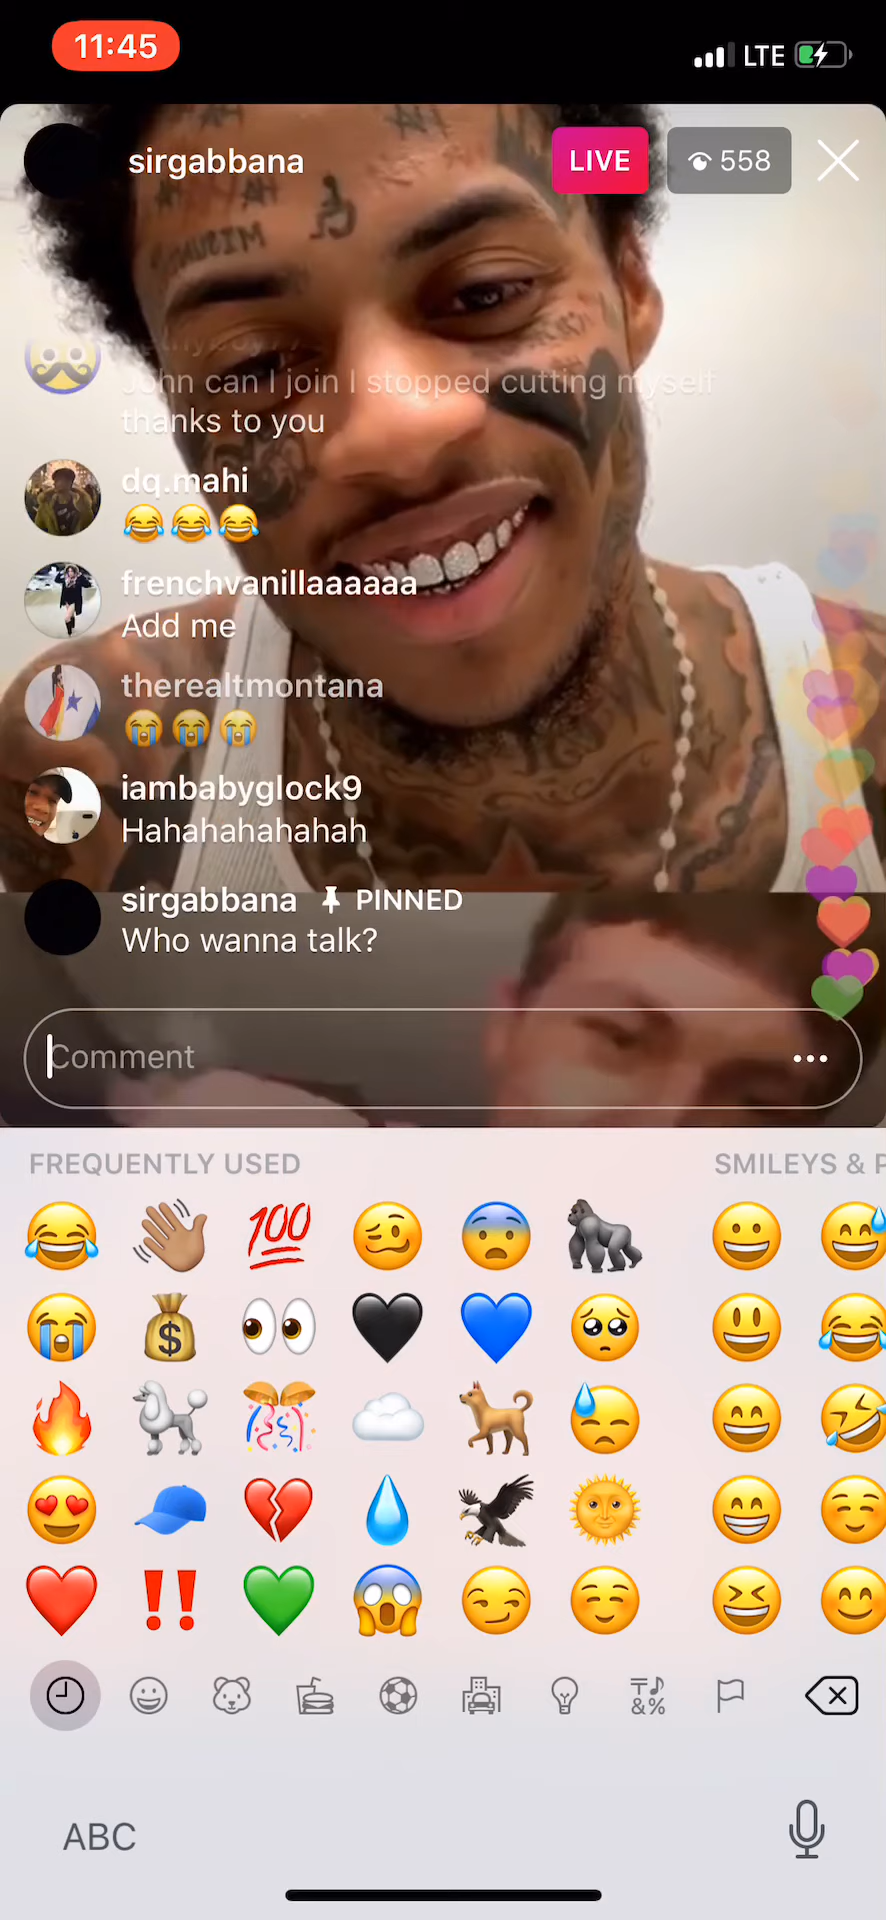 11:45
LTE
sirgabbana
LIVE
558
John can I join I stopped cutting myself
thanks to you
dq.mahi
😂😂😂
frenchvanillaaaaaa
Add me
therealtmontana
😭😭😭
iambabyglock9
Hahahahahahah
sirgabbana PINNED
Who wanna talk?
Comment
FREQUENTLY USED
SMILEYS & P
ABC